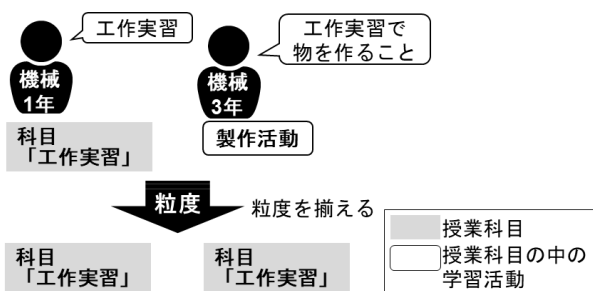 工作実習
工作実習で
物を作ること
機械
1年
機械
3年
科目
「工作実習」
製作活動
粒度
粒度を揃える
科目
「工作実習」
科目
「工作実習」
授業科目
授業科目の中の
学習活動